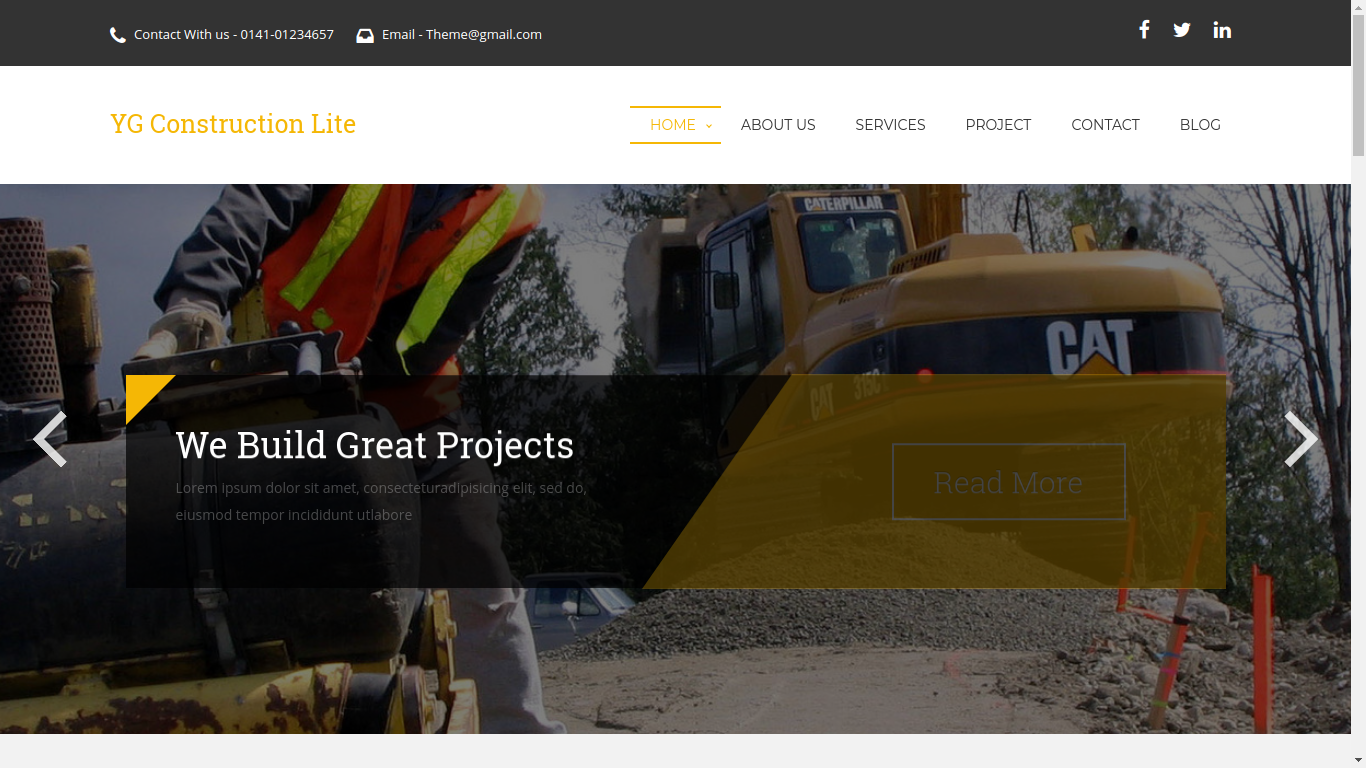 Contact With us - 0141-01234657 Email - Theme@gmail.com
YG Construction Lite
HOME ABOUT US SERVICES PROJECT CONTACT BLOG
CATERPILLAR
CAT
CAT 315C
We Build Great Projects
Lorem ipsum dolor sit amet, consecteturadipisicing elit, sed do,
eiusmod tempor incididunt utlabore
Read More